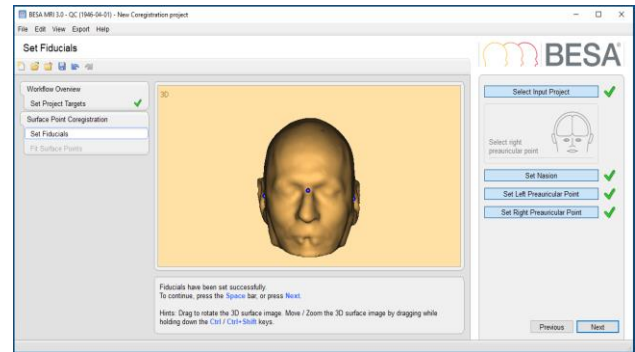 BESA MRI 3.0 - QC (1946-04-01) - New Coregistration project
File Edit View Export Help
Set Fiducials
BESA
Workflow Overview
Set Project Targets
Surface Point Coregistration
Set Fiducials
Fit Surface Points
3D
Select Input Project
Select right
preauricular point
Set Nasion
Set Left Preauricular Point
Set Right Preauricular Point
Fiducials have been set successfully.
To continue, press the Space bar, or press Next.
Hints: Drag to rotate the 3D surface image. Move / Zoom the 3D surface image by dragging while
holding down the Ctrl / Ctrl+Shift keys.
Previous Next